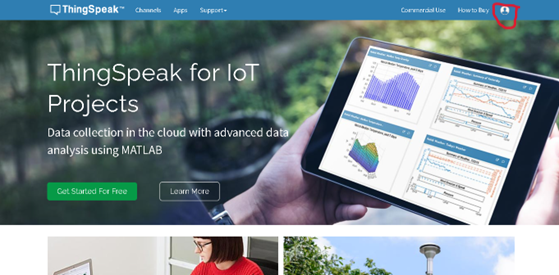 ThingSpeak™ Channels Apps Support Commercial Use How to Buy
ThingSpeak for IoT
Projects
Data collection in the cloud with advanced data
analysis using MATLAB
Get Started For Free Learn More